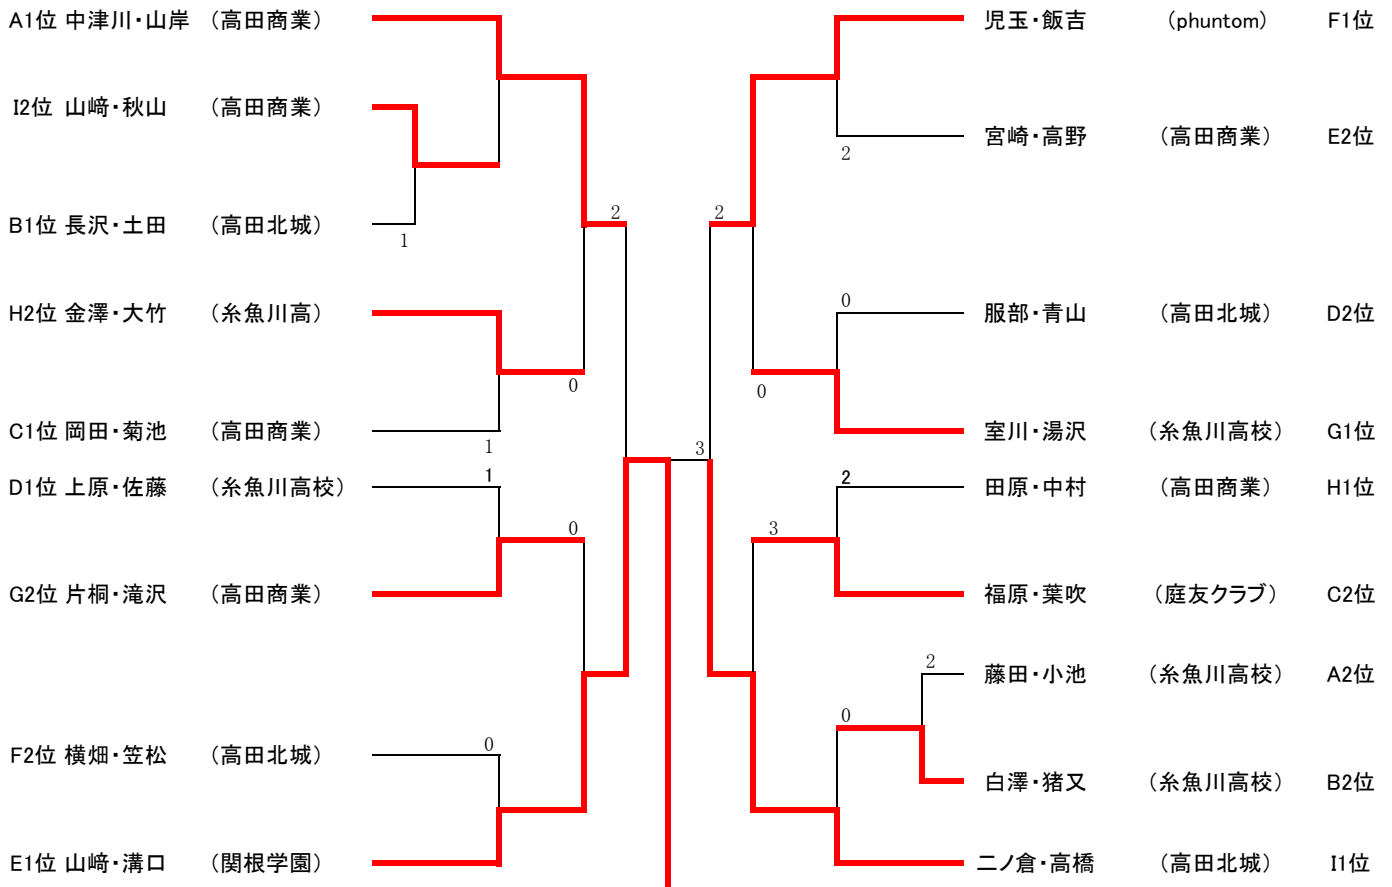 A1位 中津川・山岸 (高田商業)
I2位 山﨑・秋山 (高田商業)
B1位 長沢・土田 (高田北城)
1
H2位 金澤・大竹 (糸魚川高)
0
C1位 岡田・菊池 (高田商業)
1
2
D1位 上原・佐藤 (糸魚川高校)
1
0
G2位 片桐・滝沢 (高田商業)
F2位 横畑・笠松 (高田北城)
0
E1位 山﨑・溝口 (関根学園)
児玉・飯吉 (phuntom) F1位
宮崎・高野 (高田商業) E2位
2
2
0
服部・青山 (高田北城) D2位
0
室川・湯沢 (糸魚川高校) G1位
3
2
田原・中村 (高田商業) H1位
3
福原・葉吹 (庭友クラブ) C2位
2
藤田・小池 (糸魚川高校) A2位
0
白澤・猪又 (糸魚川高校) B2位
二ノ倉・高橋 (高田北城) I1位